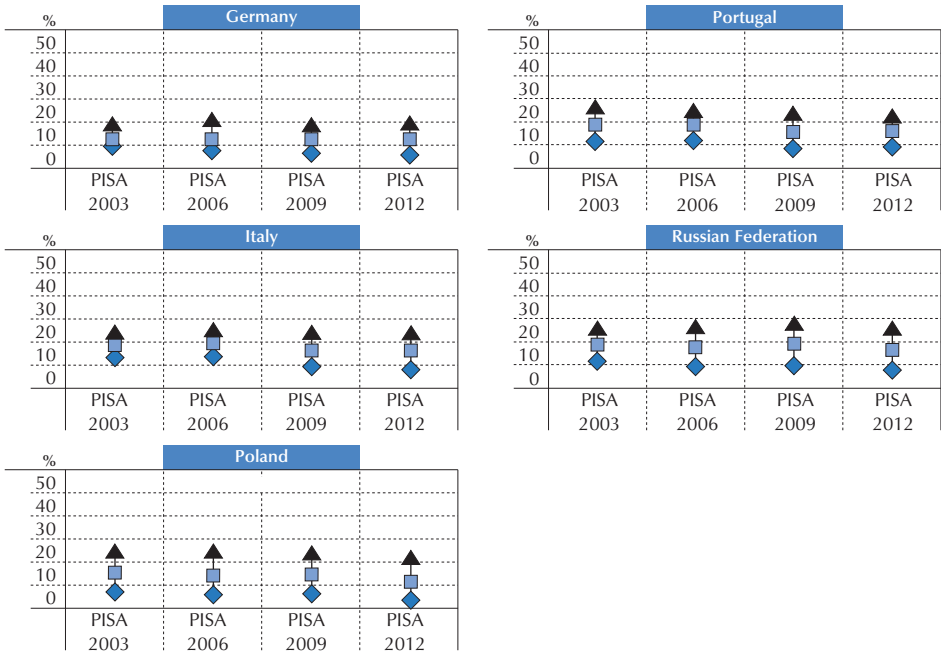 % Germany
50
40
30
20
10
0
PISA PISA PISA PISA
2003 2006 2009 2012
% Portugal
50
40
30
20
10
0
PISA PISA PISA PISA
2003 2006 2009 2012
% Italy
50
40
30
20
10
0
PISA PISA PISA PISA
2003 2006 2009 2012
% Russian Federation
50
40
30
20
10
0
PISA PISA PISA PISA
2003 2006 2009 2012
% Poland
50
40
30
20
10
0
PISA PISA PISA PISA
2003 2006 2009 2012